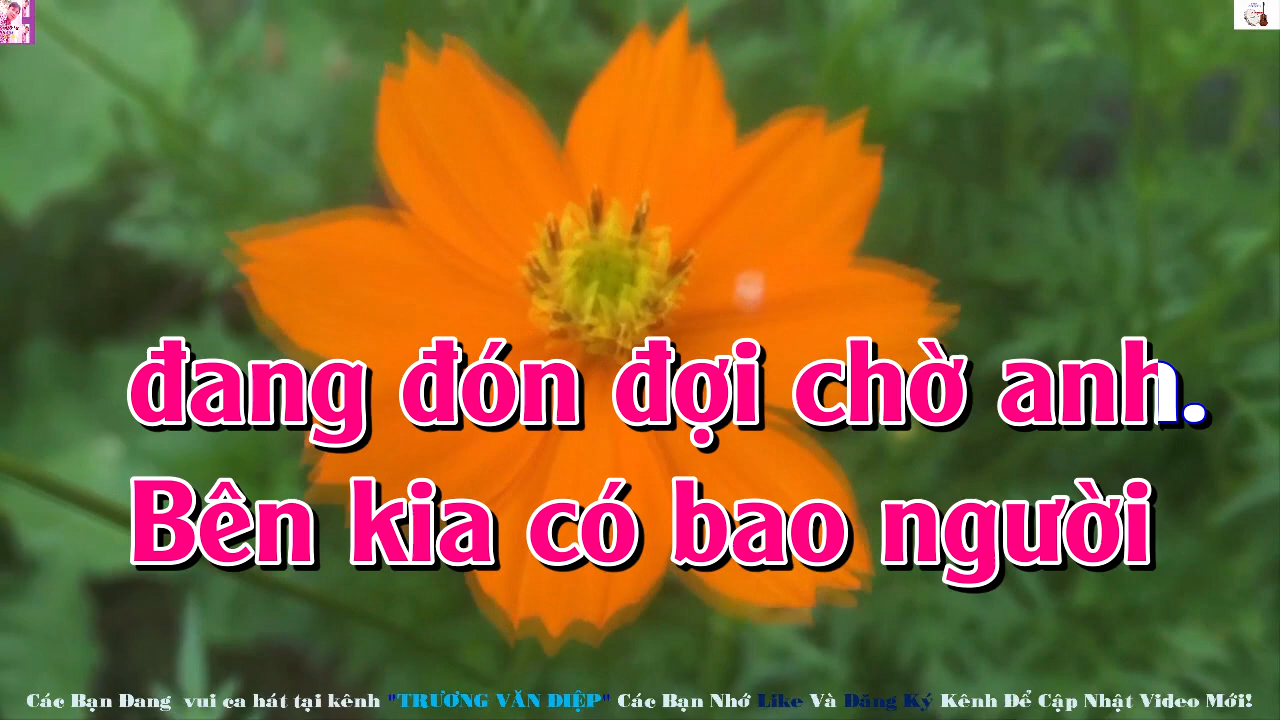 đang đón đợi chờ anh.
Bên kia có bao người
Các Bạn Đang vui ca hát tại kênh "TRƯƠNG VĂN DIỆP" Các Bạn Nhớ Like Và Đăng Ký Kênh Để Cập Nhật Video Mới!